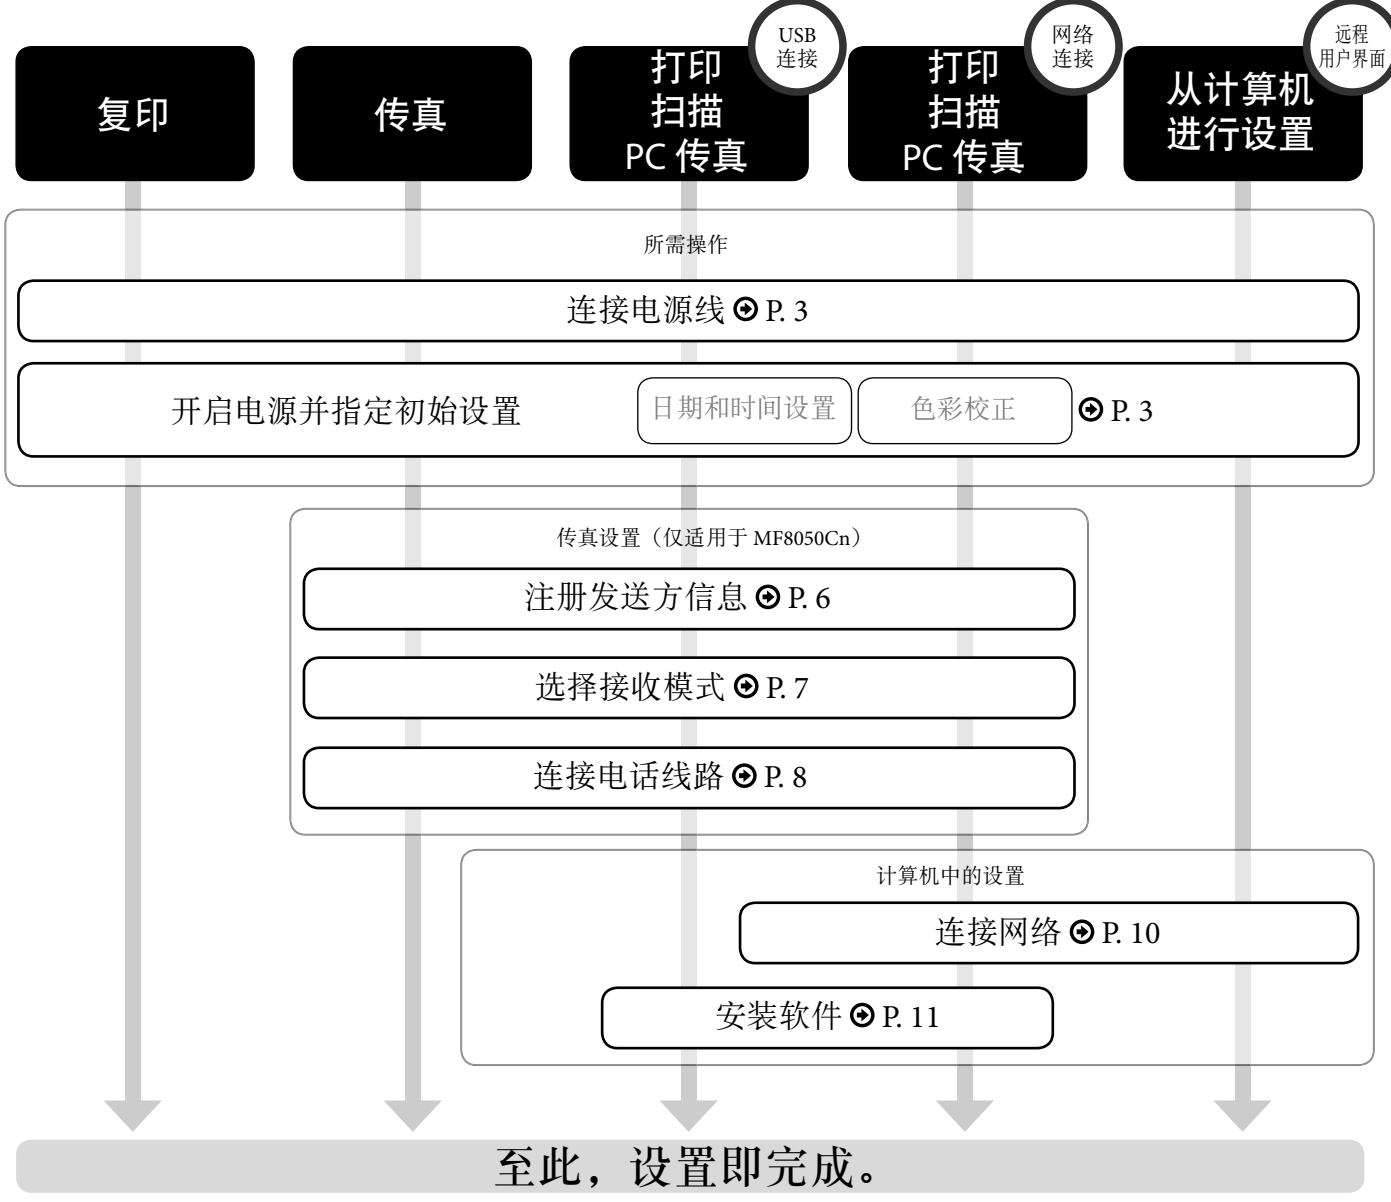 复印
传真
打印
扫描
PC 传真
USB
连接
打印
扫描
PC 传真
网络
连接
从计算机
进行设置
远程
用户界面
所需操作
连接电源线 P. 3
开启电源并指定初始设置 日期和时间设置 色彩校正 P. 3
传真设置（仅适用于 MF8050Cn）
注册发送方信息 P. 6
选择接收模式 P. 7
连接电话线路 P. 8
计算机中的设置
连接网络 P. 10
安装软件 P. 11
至此，设置即完成。